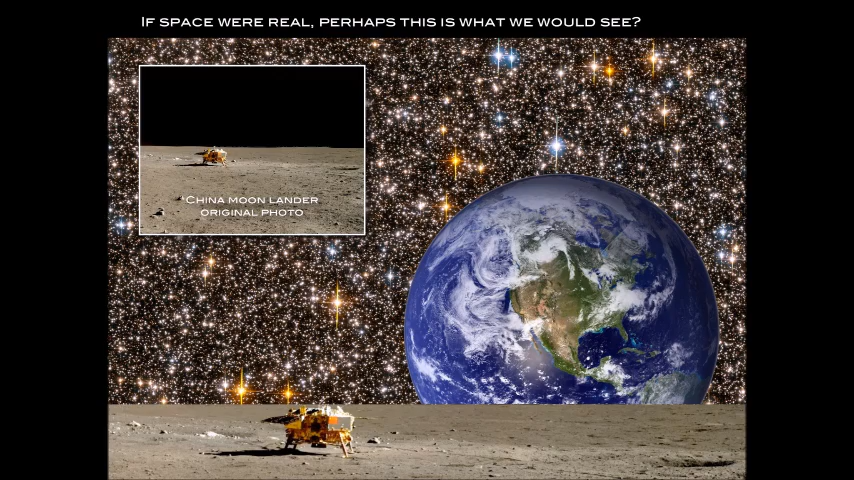 If space were real, perhaps this is what we would see?
*China moon lander
original photo